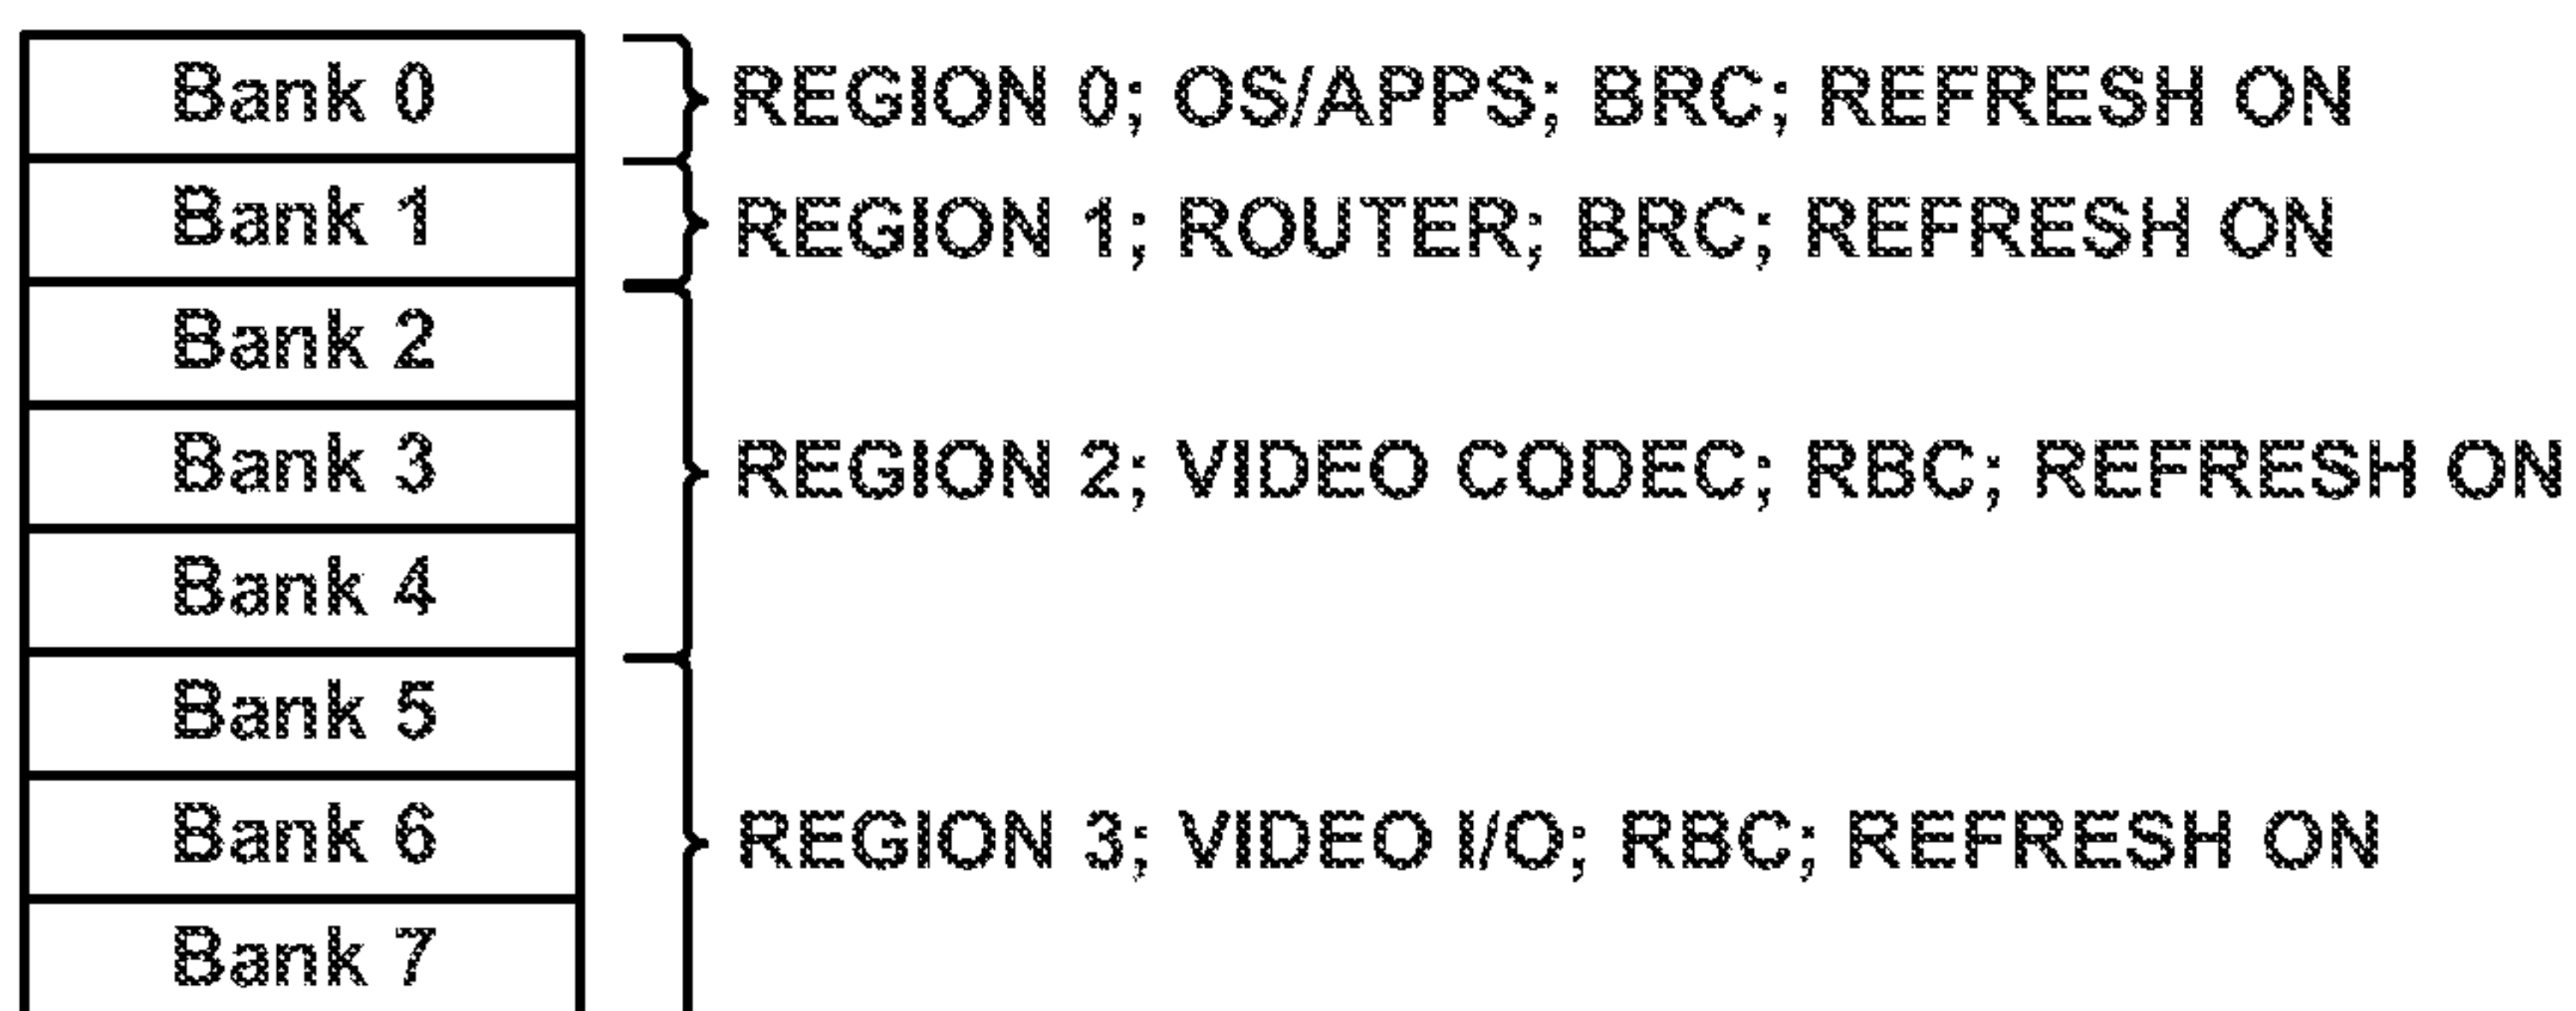 Bank 0
REGION 0; OS/APPS; BRC; REFRESH ON
Bank 1
REGION 1; ROUTER; BRC; REFRESH ON
Bank 2
Bank 3
REGION 2; VIDEO CODEC; RBC; REFRESH ON
Bank 4
Bank 5
Bank 6
REGION 3; VIDEO I/O; RBC; REFRESH ON
Bank 7